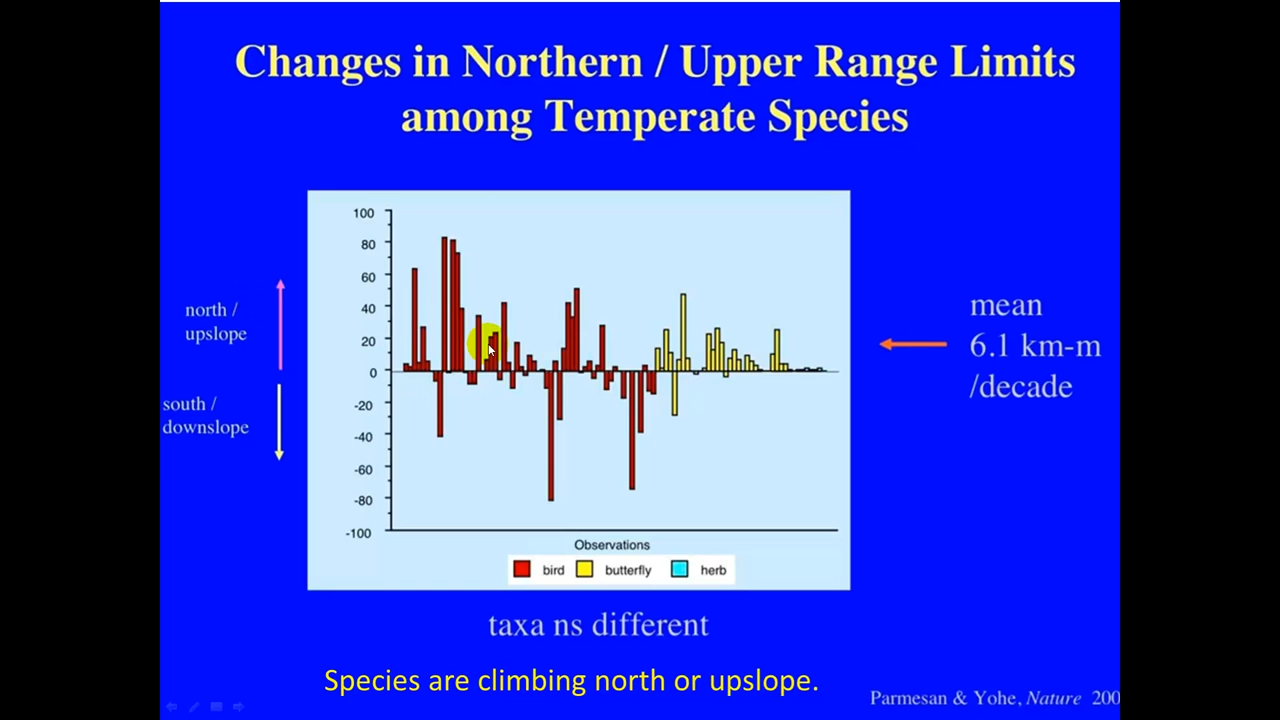 Changes in Northern / Upper Range Limits
among Temperate Species
100
80
60
40
20
0
-20
-40
-60
-80
-100
north /
upslope
south /
downslope
mean
6.1 km-m
/decade
Observations
bird butterfly herb
taxa ns different
Species are climbing north or upslope.
Parmesan & Yohe, Nature 200